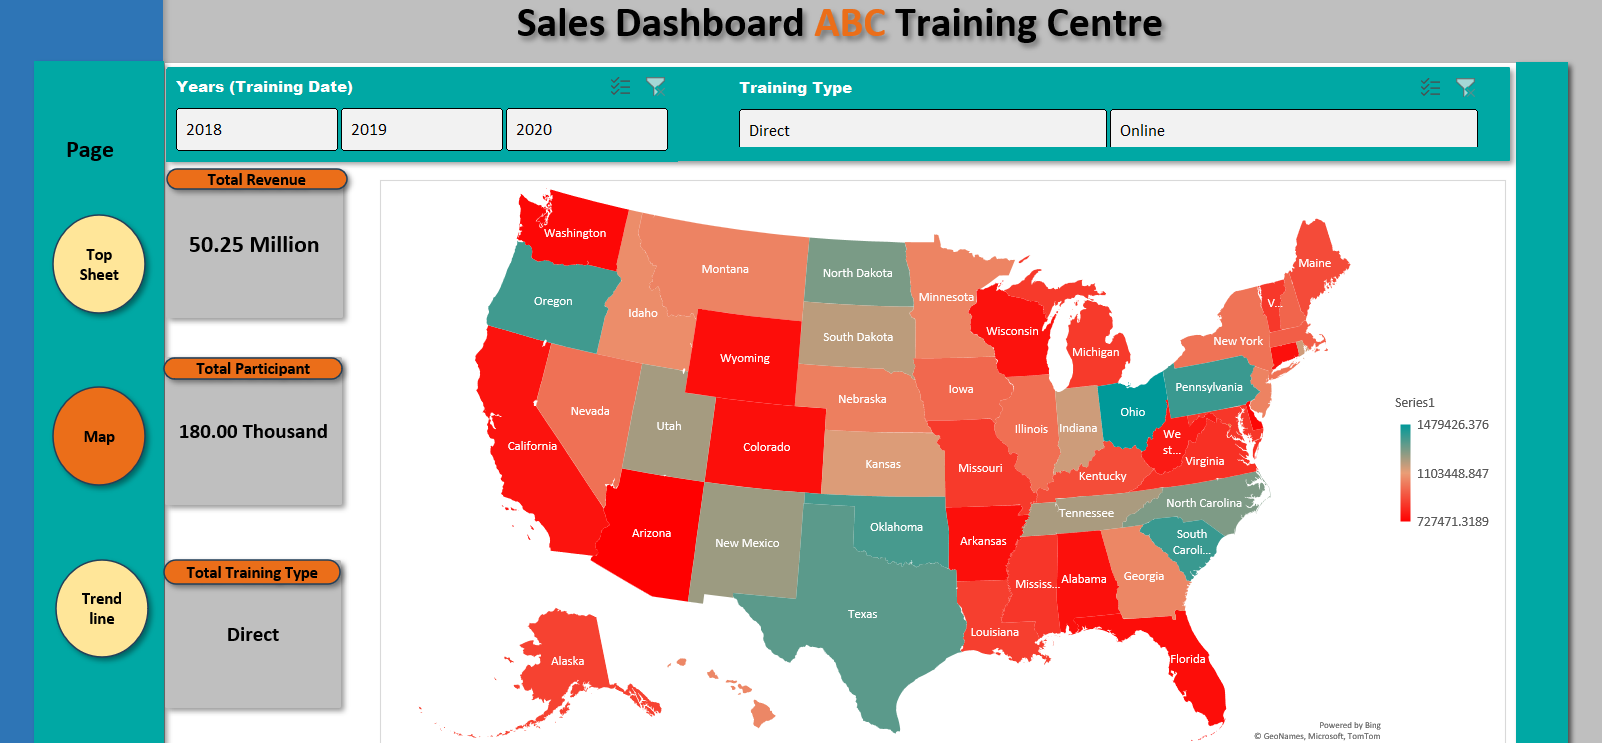 Sales Dashboard ABC Training Centre
Years (Training Date)
Training Type
2018
2019
2020
Direct
Online
Page
Top
Sheet
Map
Trend
line
Total Revenue
50.25 Million
Total Participant
180.00 Thousand
Total Training Type
Direct
Washington
Oregon
Idaho
Montana
North Dakota
Minnesota
South Dakota
Wisconsin
Michigan
Maine
V...
New York
Wyoming
Nebraska
Iowa
Pennsylvania
Ohio
Nevada
Utah
Colorado
Kansas
Illinois
Indiana
We
st...
Virginia
California
Missouri
Kentucky
North Carolina
Tennessee
South
Caroli...
Arizona
New Mexico
Oklahoma
Arkansas
Mississ...
Alabama
Georgia
Texas
Louisiana
Florida
Alaska
Series1
1479426.376
1103448.847
727471.3189
Powered by Bing
© GeoNames, Microsoft, TomTom